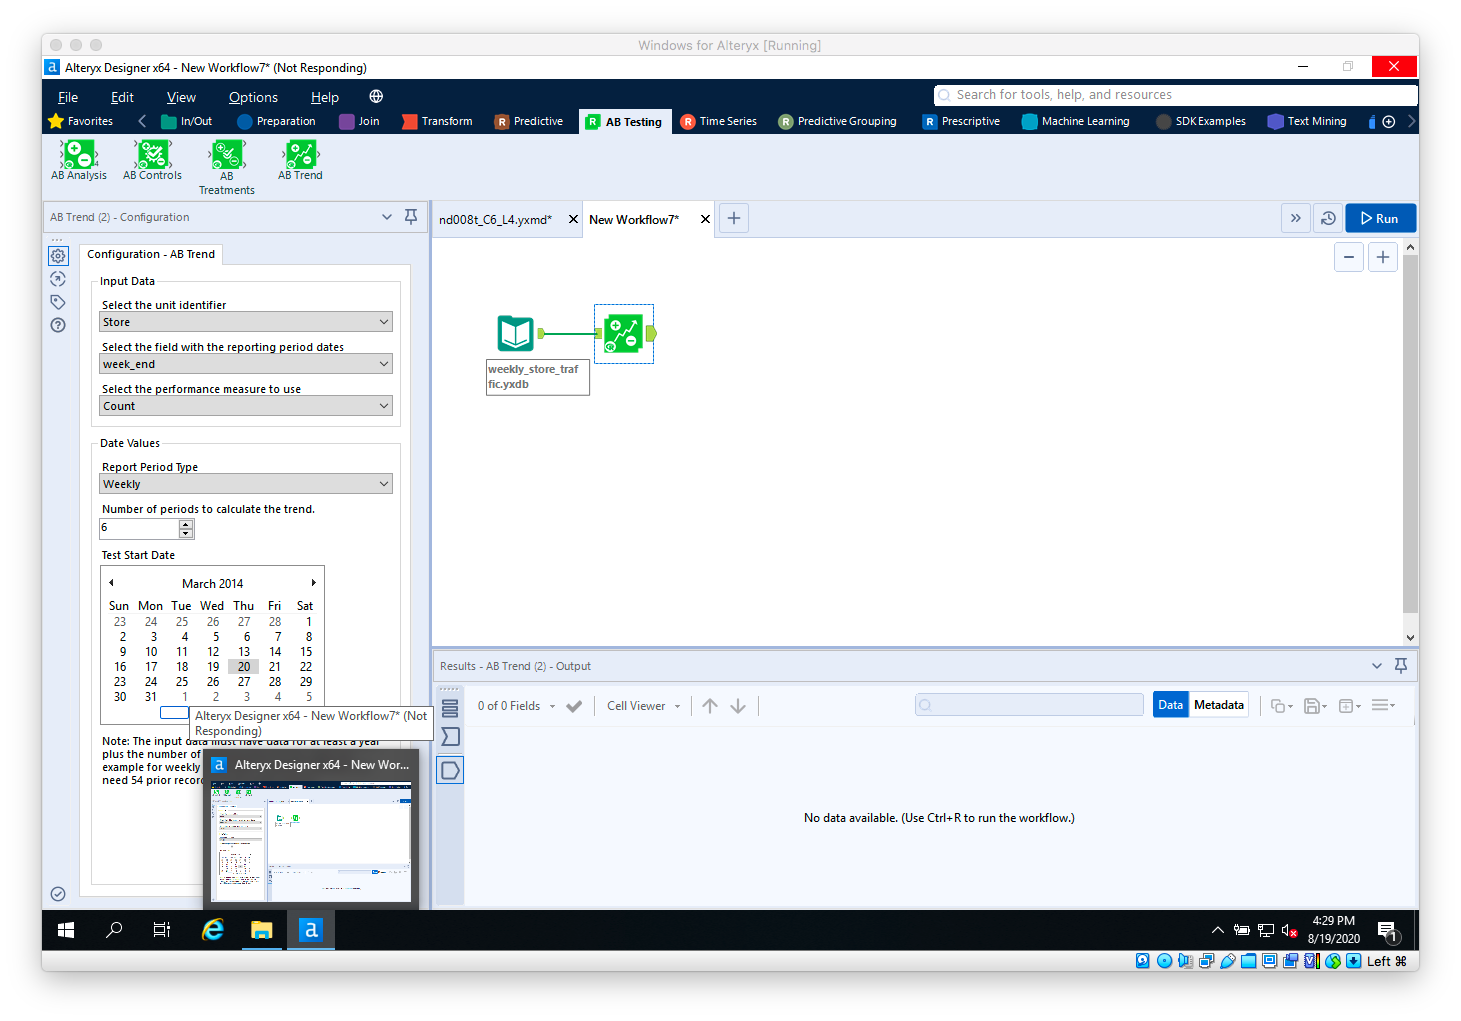 Windows for Alteryx [Running]
Alteryx Designer x64 - New Workflow7* (Not Responding)
File Edit View Options Help
Search for tools, help, and resources
Favorites In/Out Preparation Join Transform Predictive AB Testing Time Series Predictive Grouping Prescriptive Machine Learning SDKExamples Text Mining
AB Analysis AB Controls AB Treatments AB Trend
AB Trend (2) - Configuration
nd008t_C6_L4.yxmd* New Workflow7*
Run
Configuration - AB Trend
Input Data
Select the unit identifier
Store
Select the field with the reporting period dates
week_end
Select the performance measure to use
Count
Date Values
Report Period Type
Weekly
Number of periods to calculate the trend.
6
Test Start Date
March 2014
Sun Mon Tue Wed Thu Fri Sat
23 24 25 26 27 28 1
2 3 4 5 6 7 8
9 10 11 12 13 14 15
16 17 18 19 20 21 22
23 24 25 26 27 28 29
30 31 1 2 3 4 5
Alteryx Designer x64 - New Workflow7* (Not
Responding)
Note: The input data must have data for at least a year
plus the number of
example for weekly
need 54 prior recor
Alteryx Designer x64 - New Wor...
weekly_store_traf
fic.yxdb
Results - AB Trend (2) - Output
0 of 0 Fields Cell Viewer Data Metadata
No data available. (Use Ctrl+R to run the workflow.)
4:29 PM
8/19/2020
1
Left ⌘